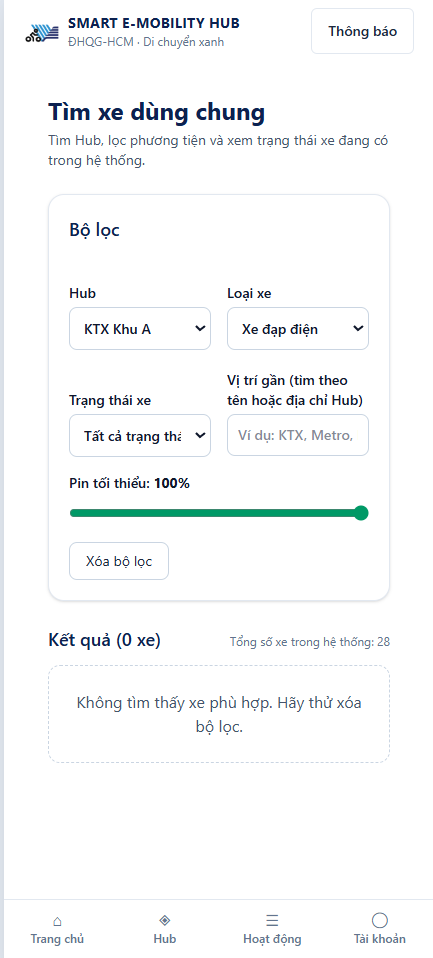 SMART E-MOBILITY HUB
ĐHQG-HCM · Di chuyển xanh
Thông báo
Tìm xe dùng chung
Tìm Hub, lọc phương tiện và xem trạng thái xe đang có
trong hệ thống.
Bộ lọc
Hub
Loại xe
KTX Khu A
Xe đạp điện
Trạng thái xe
Vị trí gần (tìm theo
tên hoặc địa chỉ Hub)
Tất cả trạng thá
Ví dụ: KTX, Metro,
Pin tối thiểu: 100%
Xóa bộ lọc
Kết quả (0 xe)
Tổng số xe trong hệ thống: 28
Không tìm thấy xe phù hợp. Hãy thử xóa
bộ lọc.
Trang chủ
Hub
Hoạt động
Tài khoản